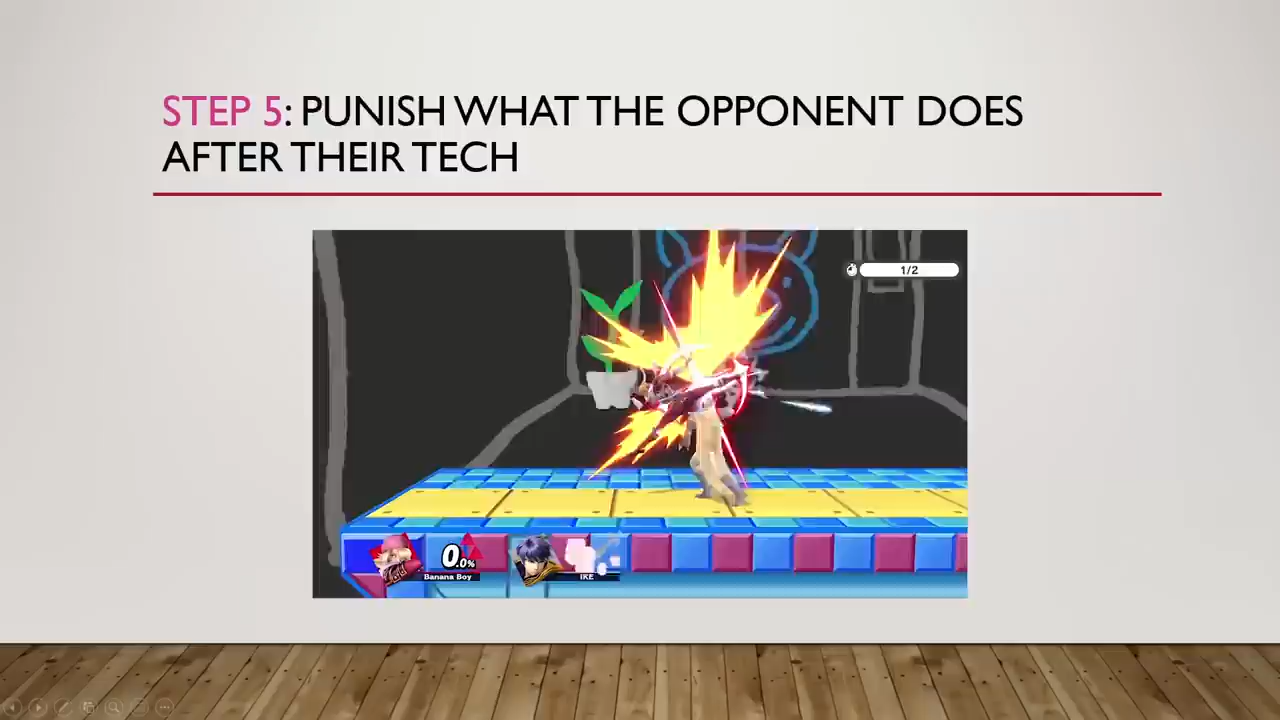 STEP 5: PUNISH WHAT THE OPPONENT DOES
AFTER THEIR TECH
1/2
0.0%
Banana Boy
IKE